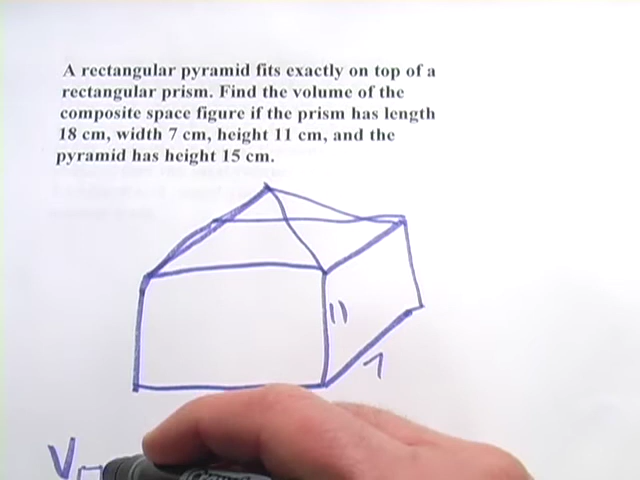 A rectangular pyramid fits exactly on top of a
rectangular prism. Find the volume of the
composite space figure if the prism has length
18 cm, width 7 cm, height 11 cm, and the
pyramid has height 15 cm.
11
7
V